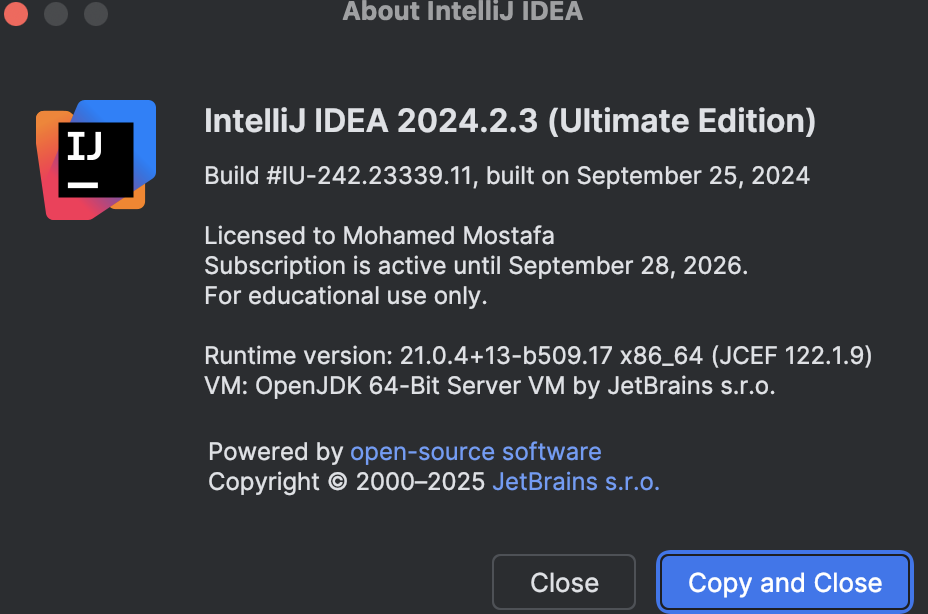 About IntelliJ IDEA
IJ
IntelliJ IDEA 2024.2.3 (Ultimate Edition)
Build #IU-242.23339.11, built on September 25, 2024
Licensed to Mohamed Mostafa
Subscription is active until September 28, 2026.
For educational use only.
Runtime version: 21.0.4+13-b509.17 x86_64 (JCEF 122.1.9)
VM: OpenJDK 64-Bit Server VM by JetBrains s.r.o.
Powered by open-source software
Copyright © 2000–2025 JetBrains s.r.o.
Close
Copy and Close